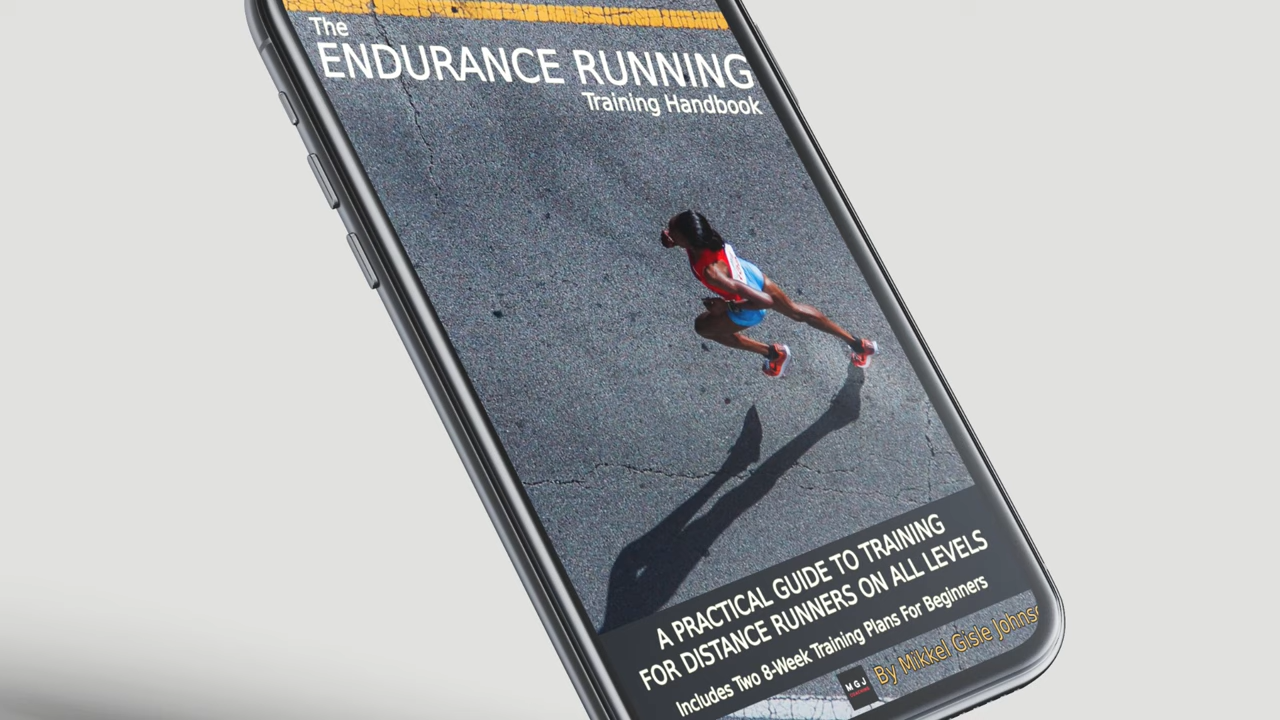 The
ENDURANCE RUNNING
Training Handbook
A PRACTICAL GUIDE TO TRAINING
FOR DISTANCE RUNNERS ON ALL LEVELS
Includes Two 8-Week Training Plans For Beginners
MGJ
By Mikkel Gisle Johns